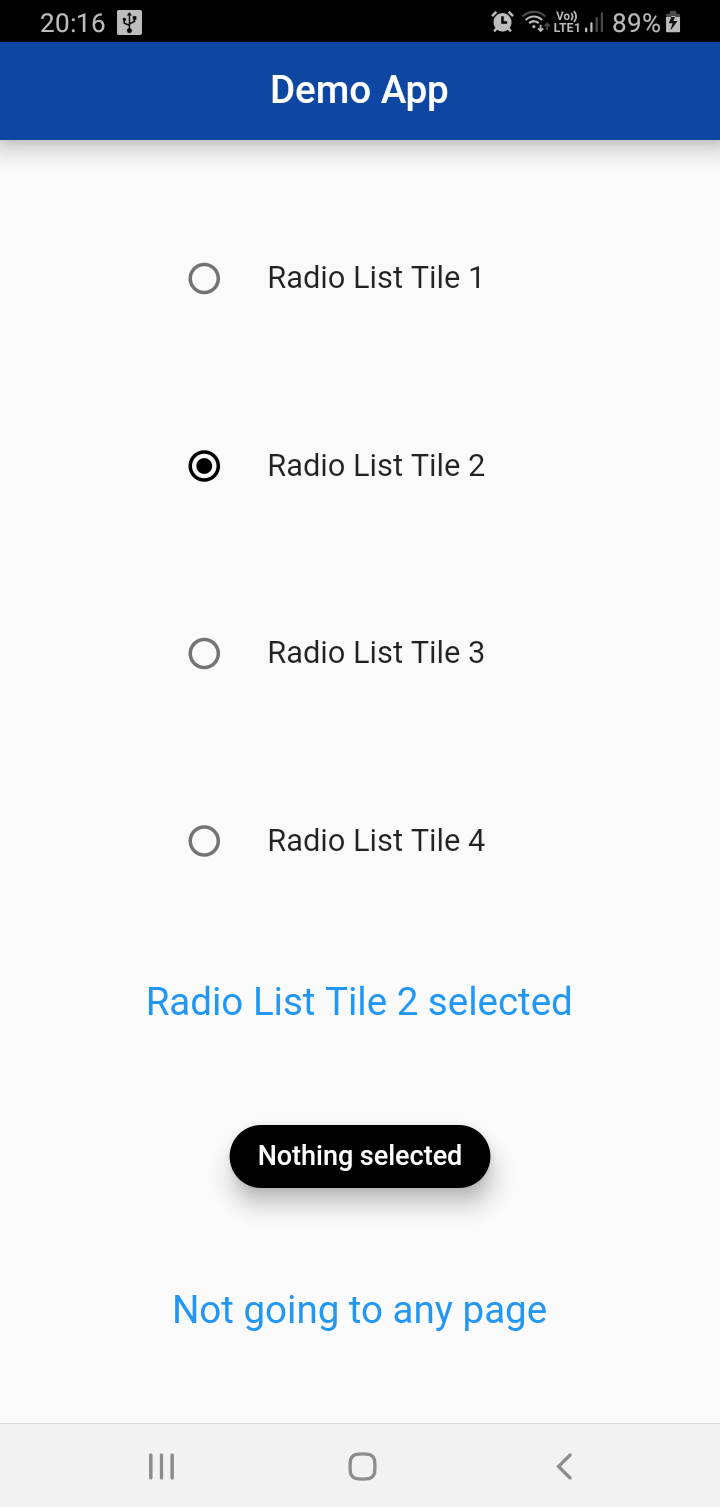 20:16 Vo)) LTE1 89%
Demo App
Radio List Tile 1
Radio List Tile 2
Radio List Tile 3
Radio List Tile 4
Radio List Tile 2 selected
Nothing selected
Not going to any page